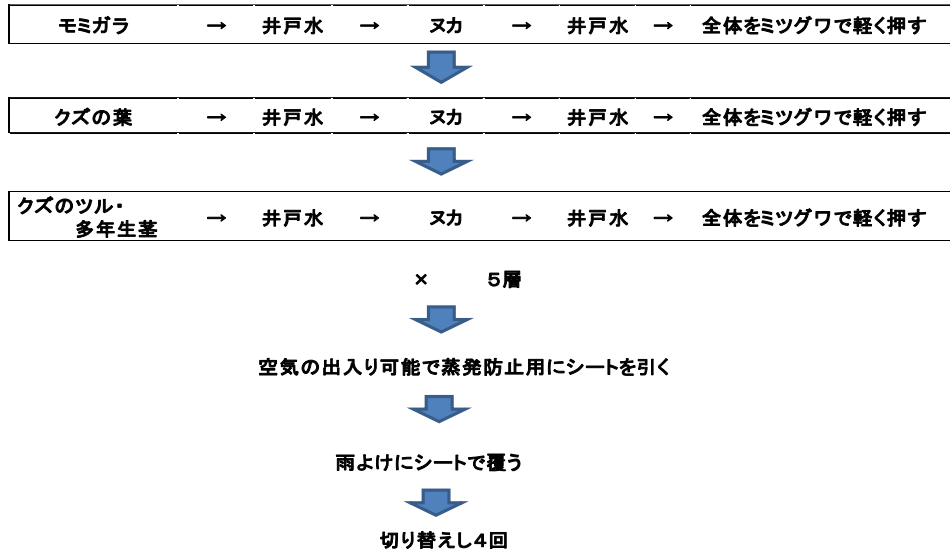 モミガラ → 井戸水 → ヌカ → 井戸水 → 全体をミツグワで軽く押す
クズの葉 → 井戸水 → ヌカ → 井戸水 → 全体をミツグワで軽く押す
クズのツル・
多年生茎 → 井戸水 → ヌカ → 井戸水 → 全体をミツグワで軽く押す
× 5層
空気の出入り可能で蒸発防止用にシートを引く
雨よけにシートで覆う
切り替えし4回